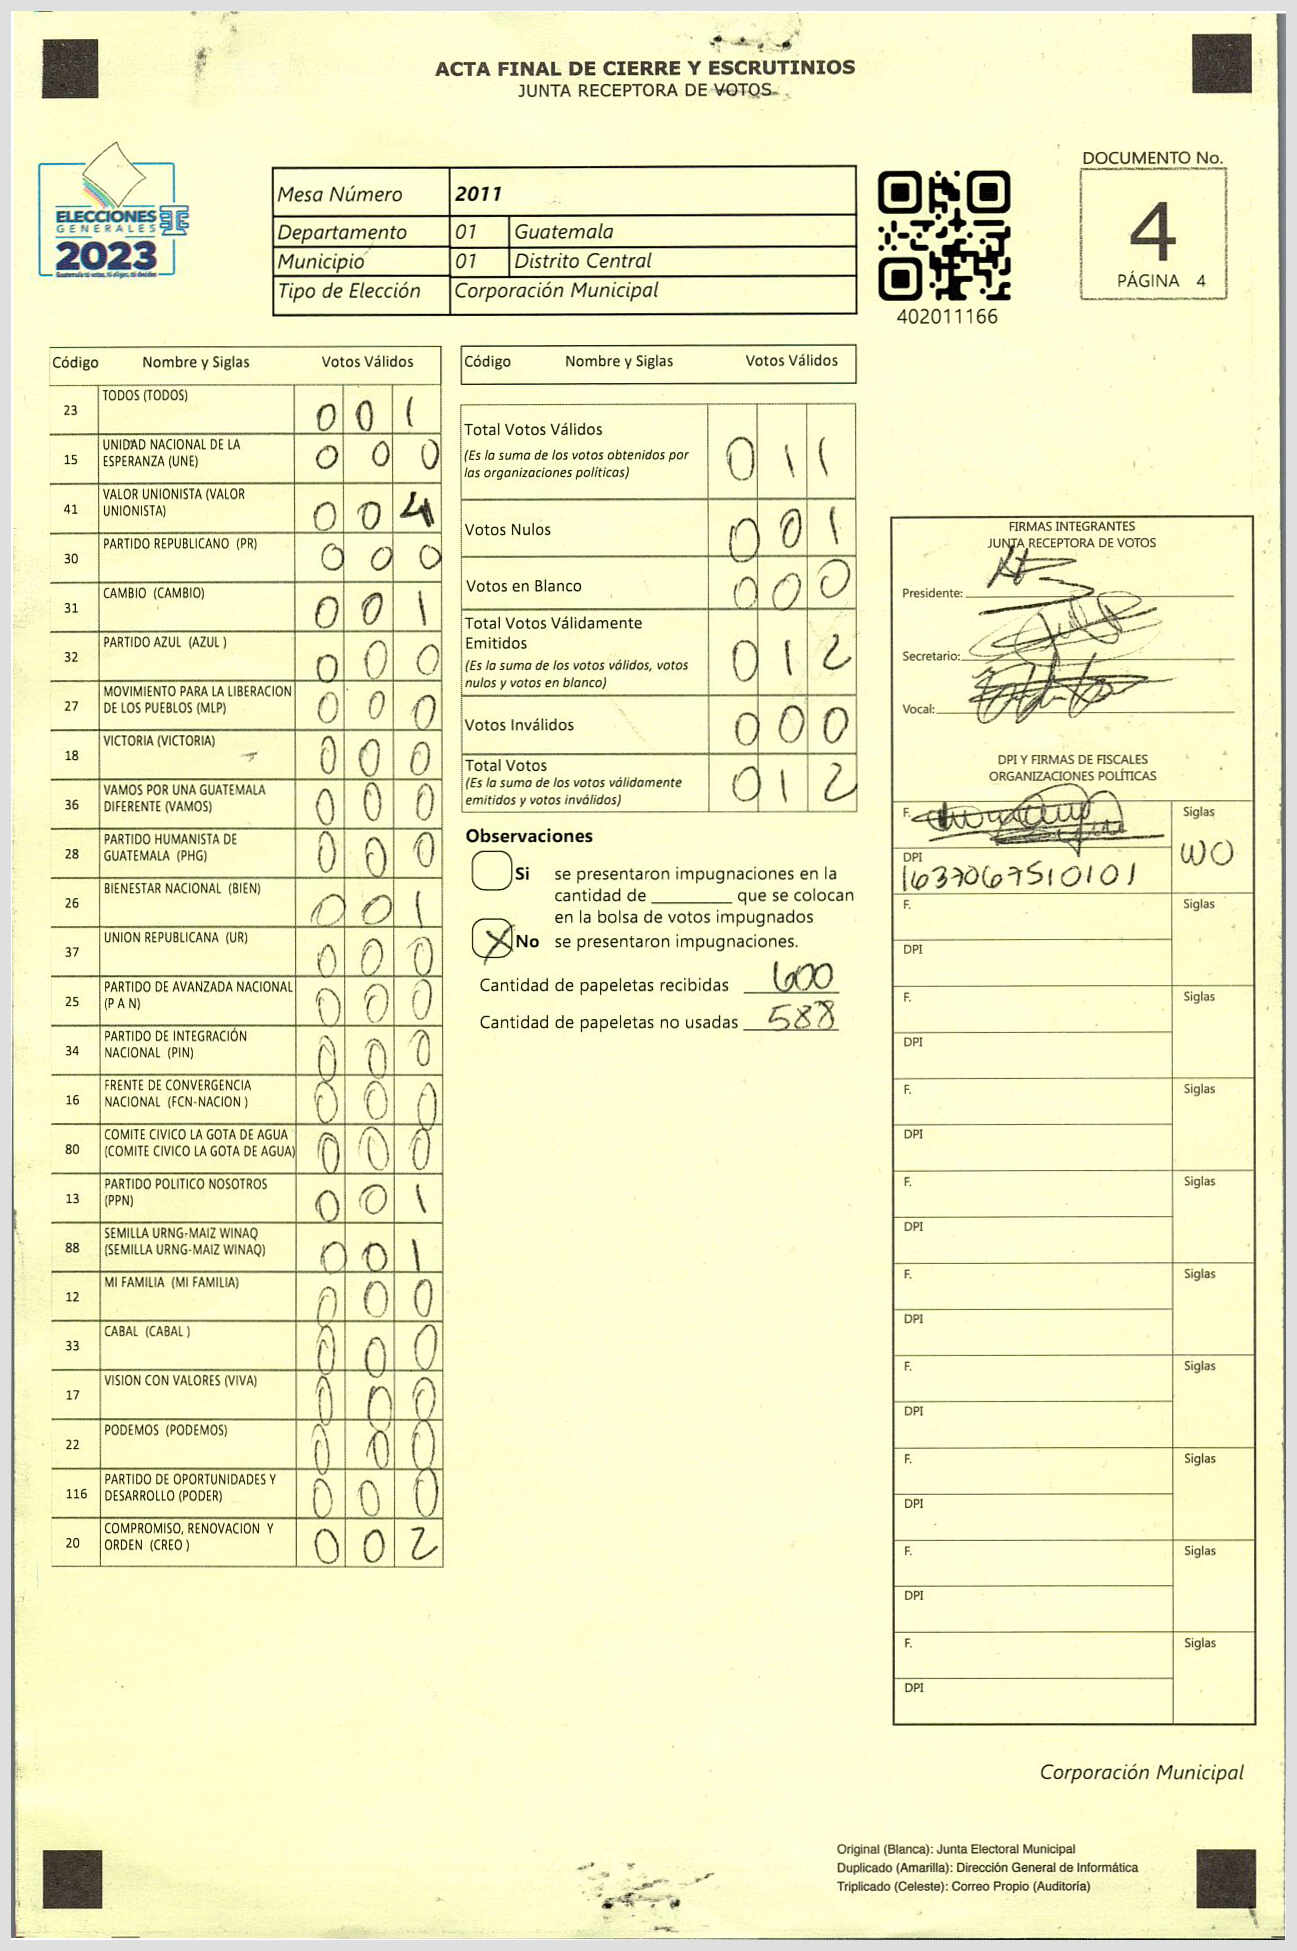 ACTA FINAL DE CIERRE Y ESCRUTINIOS
JUNTA RECEPTORA DE VOTOS
ELECCIONES
GENERALES
2023
Mesa Número 2011
Departamento 01 Guatemala
Municipio 01 Distrito Central
Tipo de Elección Corporación Municipal
402011166
DOCUMENTO No.
4
PÁGINA 4
Código Nombre y Siglas Votos Válidos
23 TODOS (TODOS) 0 0 1
15 UNIDAD NACIONAL DE LA
ESPERANZA (UNE) 0 0 0
41 VALOR UNIONISTA (VALOR
UNIONISTA) 0 0 4
30 PARTIDO REPUBLICANO (PR) 0 0 0
31 CAMBIO (CAMBIO) 0 0 1
32 PARTIDO AZUL (AZUL ) 0 0 0
27 MOVIMIENTO PARA LA LIBERACION
DE LOS PUEBLOS (MLP) 0 0 0
18 VICTORIA (VICTORIA) 0 0 0
36 VAMOS POR UNA GUATEMALA
DIFERENTE (VAMOS) 0 0 0
28 PARTIDO HUMANISTA DE
GUATEMALA (PHG) 0 0 0
26 BIENESTAR NACIONAL (BIEN) 0 0 1
37 UNION REPUBLICANA (UR) 0 0 0
25 PARTIDO DE AVANZADA NACIONAL
(P A N) 0 0 0
34 PARTIDO DE INTEGRACIÓN
NACIONAL (PIN) 0 0 0
16 FRENTE DE CONVERGENCIA
NACIONAL (FCN-NACION ) 0 0 0
80 COMITE CIVICO LA GOTA DE AGUA
(COMITE CIVICO LA GOTA DE AGUA) 0 0 0
13 PARTIDO POLITICO NOSOTROS
(PPN) 0 0 1
88 SEMILLA URNG-MAIZ WINAQ
(SEMILLA URNG-MAIZ WINAQ) 0 0 1
12 MI FAMILIA (MI FAMILIA) 0 0 0
33 CABAL (CABAL ) 0 0 0
17 VISION CON VALORES (VIVA) 0 0 0
22 PODEMOS (PODEMOS) 0 0 0
116 PARTIDO DE OPORTUNIDADES Y
DESARROLLO (PODER) 0 0 0
20 COMPROMISO, RENOVACION Y
ORDEN (CREO ) 0 0 2
Código Nombre y Siglas Votos Válidos
Total Votos Válidos 0 1 1
(Es la suma de los votos obtenidos por
las organizaciones políticas)
Votos Nulos 0 0 1
Votos en Blanco 0 0 0
Total Votos Válidamente
Emitidos 0 1 2
(Es la suma de los votos válidos, votos
nulos y votos en blanco)
Votos Inválidos 0 0 0
Total Votos 0 1 2
(Es la suma de los votos válidamente
emitidos y votos inválidos)
Observaciones
Si se presentaron impugnaciones en la
cantidad de ________ que se colocan
en la bolsa de votos impugnados
X No se presentaron impugnaciones.
Cantidad de papeletas recibidas 600
Cantidad de papeletas no usadas 588
FIRMAS INTEGRANTES
JUNTA RECEPTORA DE VOTOS
Presidente:
Secretario:
Vocal:
DPI Y FIRMAS DE FISCALES
ORGANIZACIONES POLÍTICAS
F. Siglas
WO
DPI
1637067510101
F. Siglas
DPI
F. Siglas
DPI
F. Siglas
DPI
F. Siglas
DPI
F. Siglas
DPI
F. Siglas
DPI
F. Siglas
DPI
F. Siglas
DPI
F. Siglas
DPI
Corporación Municipal
Original (Blanca): Junta Electoral Municipal
Duplicado (Amarilla): Dirección General de Informática
Triplicado (Celeste): Correo Propio (Auditoría)